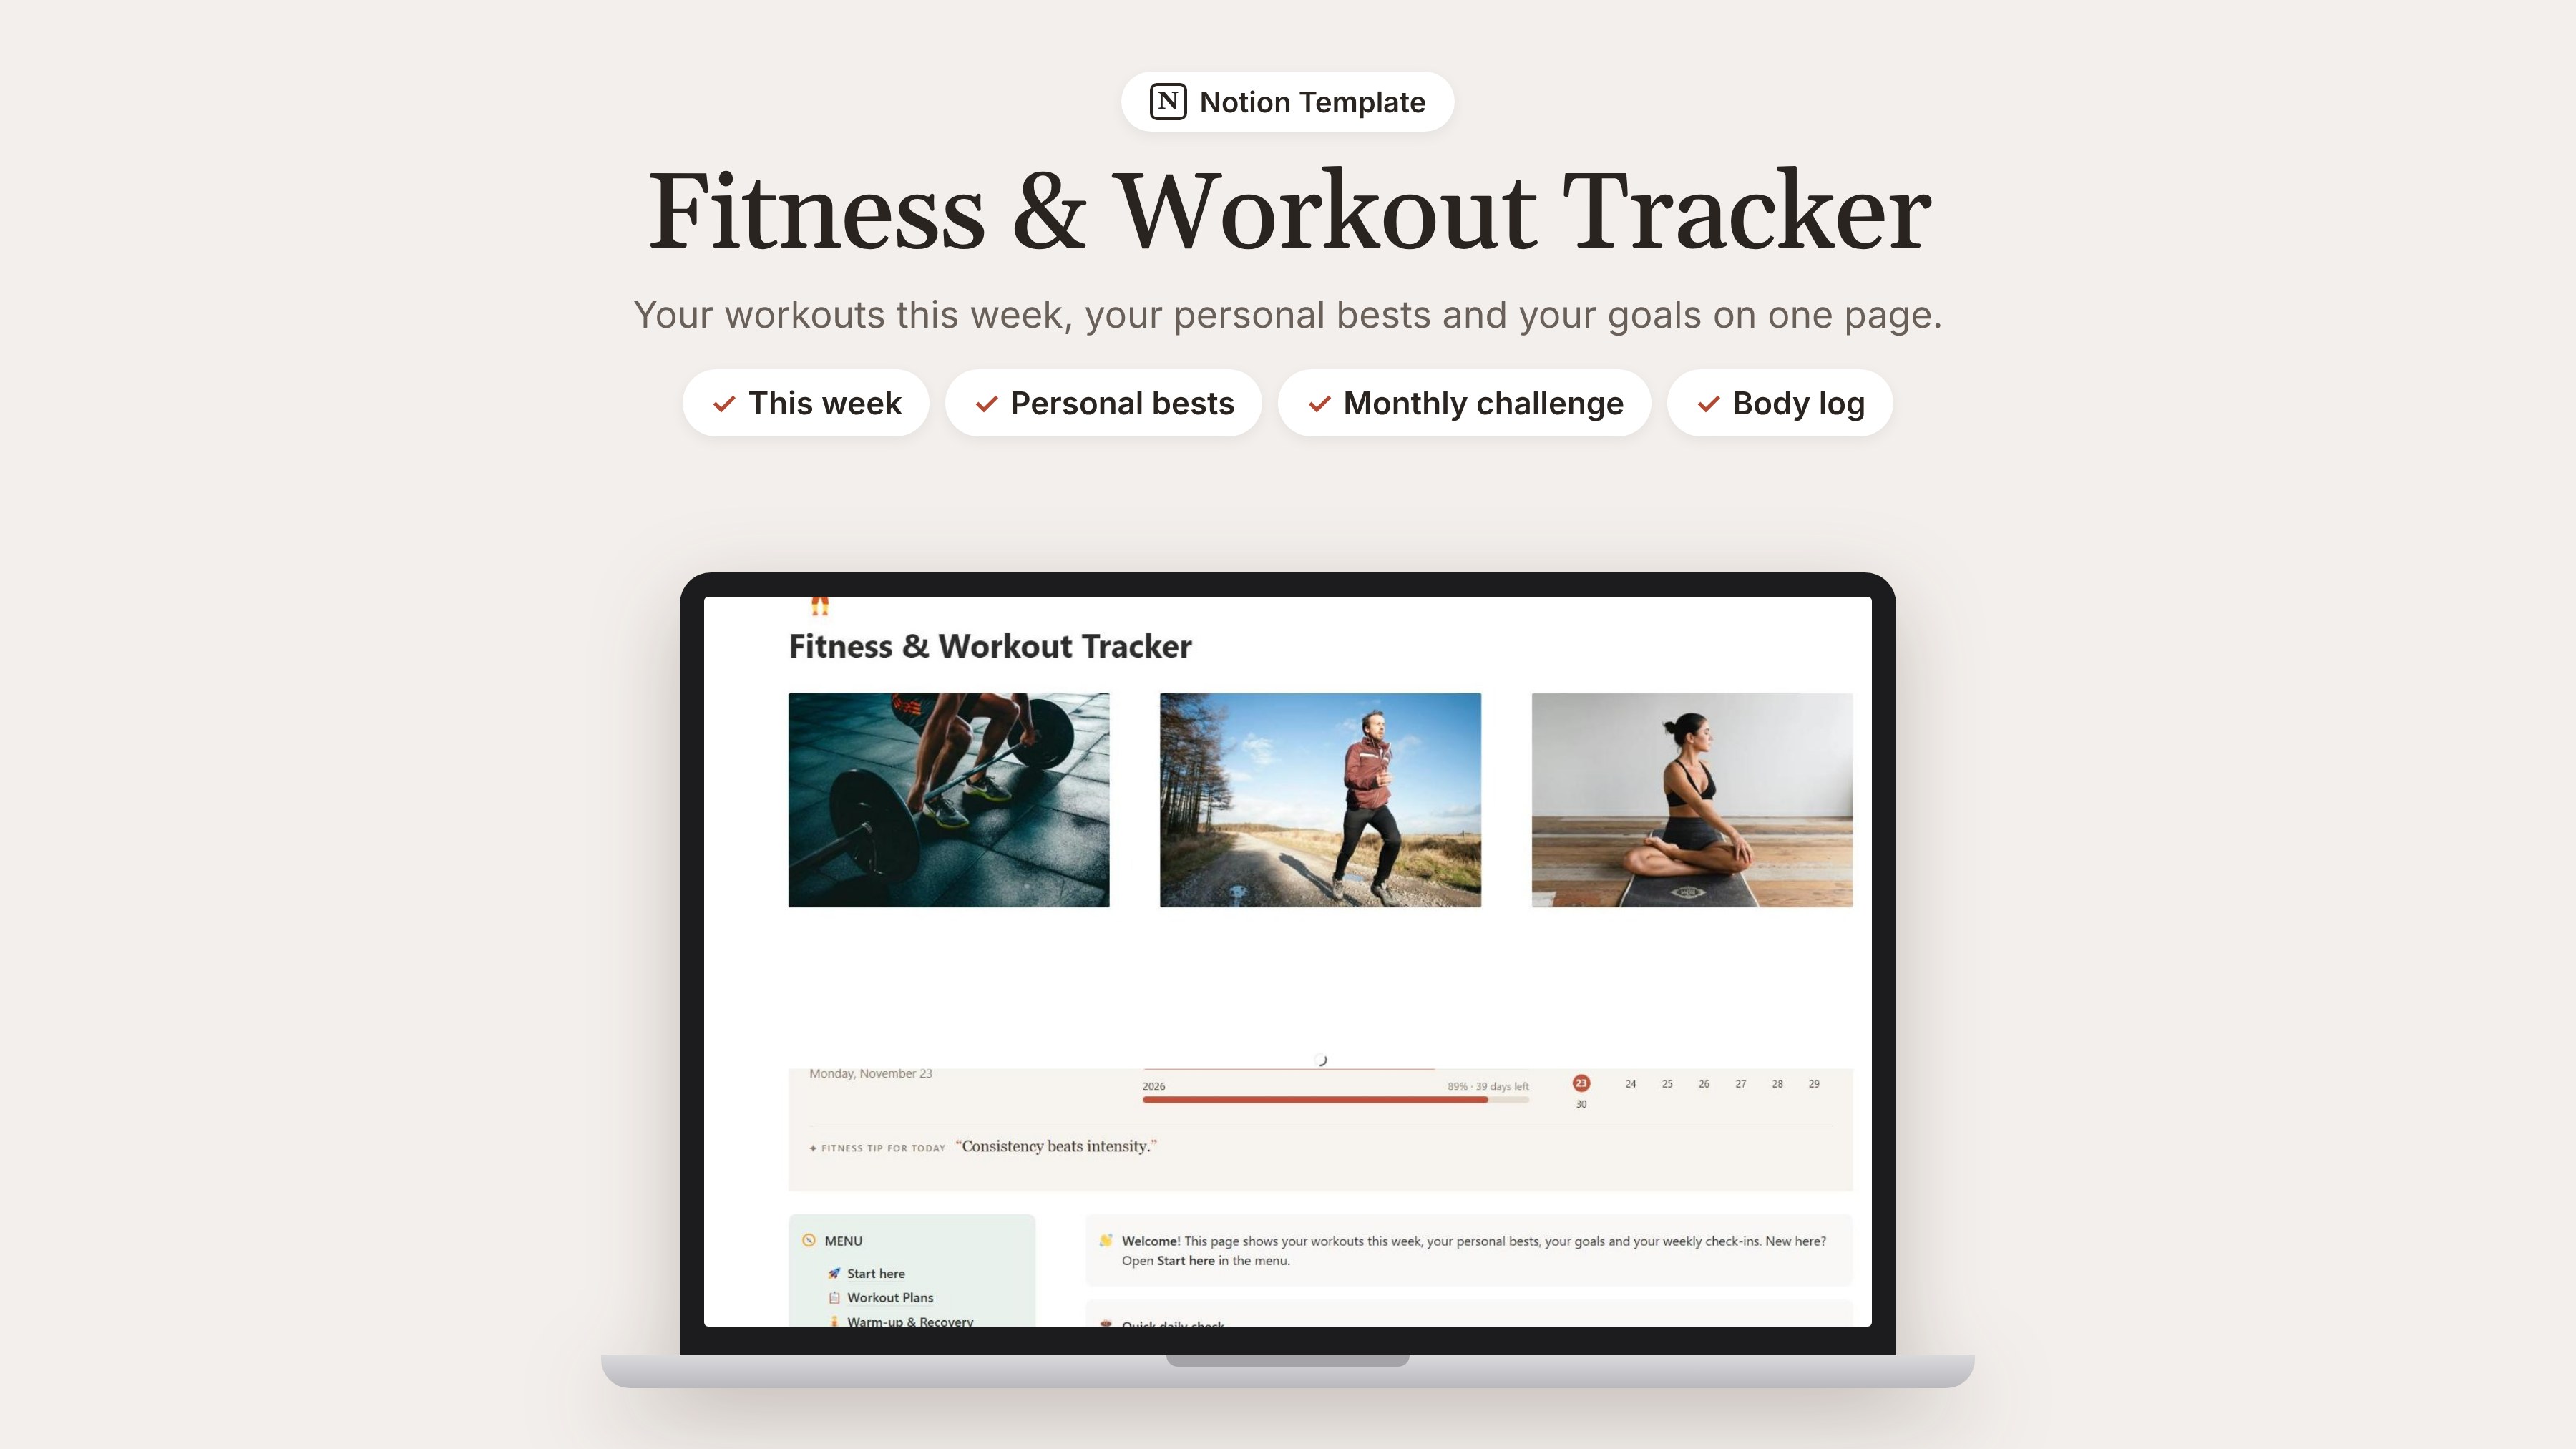 N Notion Template
Fitness & Workout Tracker
Your workouts this week, your personal bests and your goals on one page.
This week
Personal bests
Monthly challenge
Body log
Fitness & Workout Tracker
Monday, November 23
2026
89% · 39 days left
23 24 25 26 27 28 29
30
FITNESS TIP FOR TODAY “Consistency beats intensity.”
MENU
Start here
Workout Plans
Warm-up & Recovery
Welcome! This page shows your workouts this week, your personal bests, your goals and your weekly check-ins. New here?
Open Start here in the menu.
Quick daily check